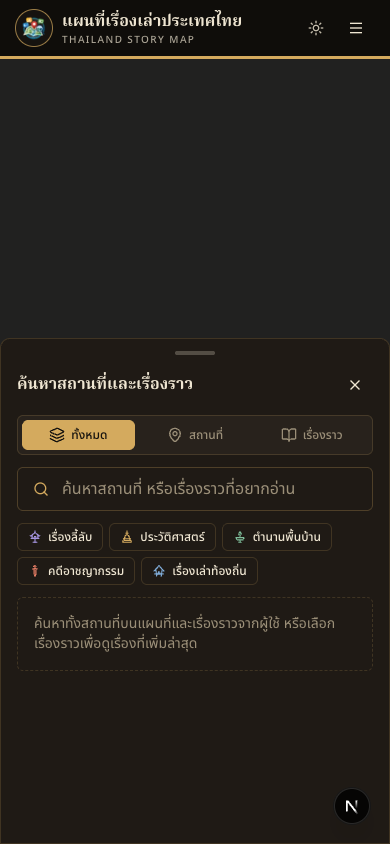 แผนที่เรื่องเล่าประเทศไทย
THAILAND STORY MAP
ค้นหาสถานที่และเรื่องราว
ทั้งหมด
สถานที่
เรื่องราว
ค้นหาสถานที่ หรือเรื่องราวที่อยากอ่าน
เรื่องลี้ลับ
ประวัติศาสตร์
ตำนานพื้นบ้าน
คดีอาชญากรรม
เรื่องเล่าท้องถิ่น
ค้นหาทั้งสถานที่บนแผนที่และเรื่องราวจากผู้ใช้ หรือเลือก
เรื่องราวเพื่อดูเรื่องที่เพิ่มล่าสุด
N